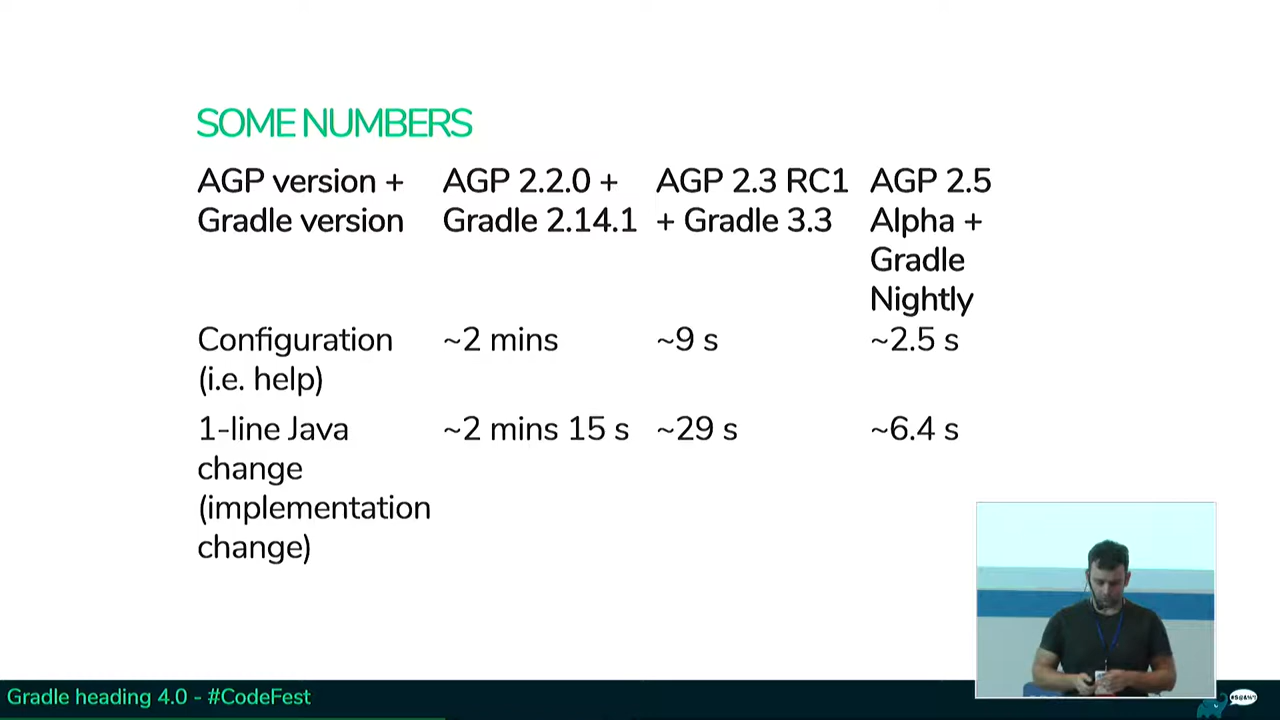 SOME NUMBERS
AGP version +
Gradle version
AGP 2.2.0 +
Gradle 2.14.1
AGP 2.3 RC1
+ Gradle 3.3
AGP 2.5
Alpha +
Gradle
Nightly
Configuration
(i.e. help)
~2 mins
~9 s
~2.5 s
1-line Java
change
(implementation
change)
~2 mins 15 s
~29 s
~6.4 s
Gradle heading 4.0 - #CodeFest